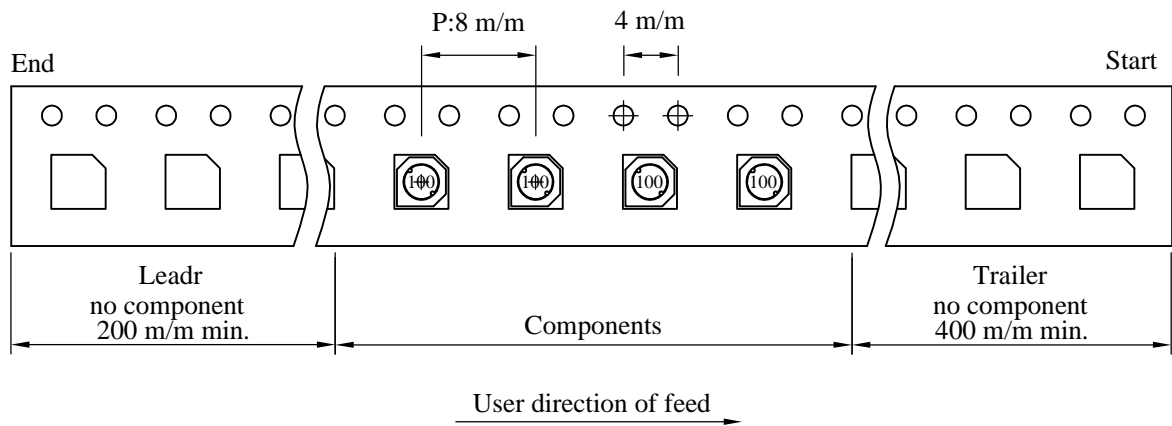 P:8 m/m
4 m/m
End
Start
100
100
100
100
Leadr
no component
200 m/m min.
Components
Trailer
no component
400 m/m min.
User direction of feed